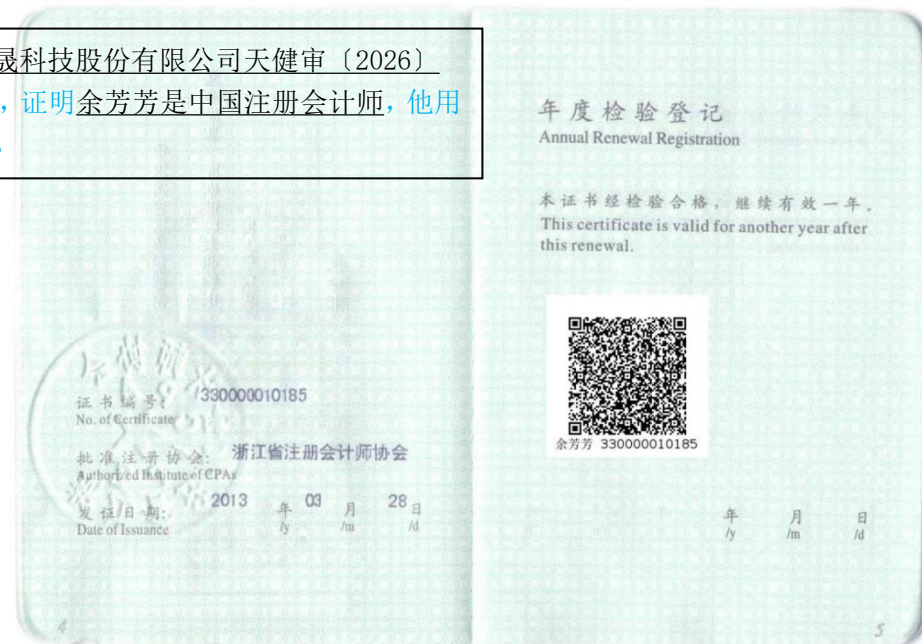 晟科技股份有限公司天健审〔2026〕
，证明余芳芳是中国注册会计师，他用
年度检验登记
Annual Renewal Registration
本证书经检验合格，继续有效一年。
This certificate is valid for another year after
this renewal.
证书编号：330000010185
No. of Certificate
批准注册协会：浙江省注册会计师协会
Authorized Institute of CPAs
发证日期：2013 年 03 月 28 日
Date of Issuance /y /m /d
余芳芳 330000010185
年 月 日
/y /m /d
4
5